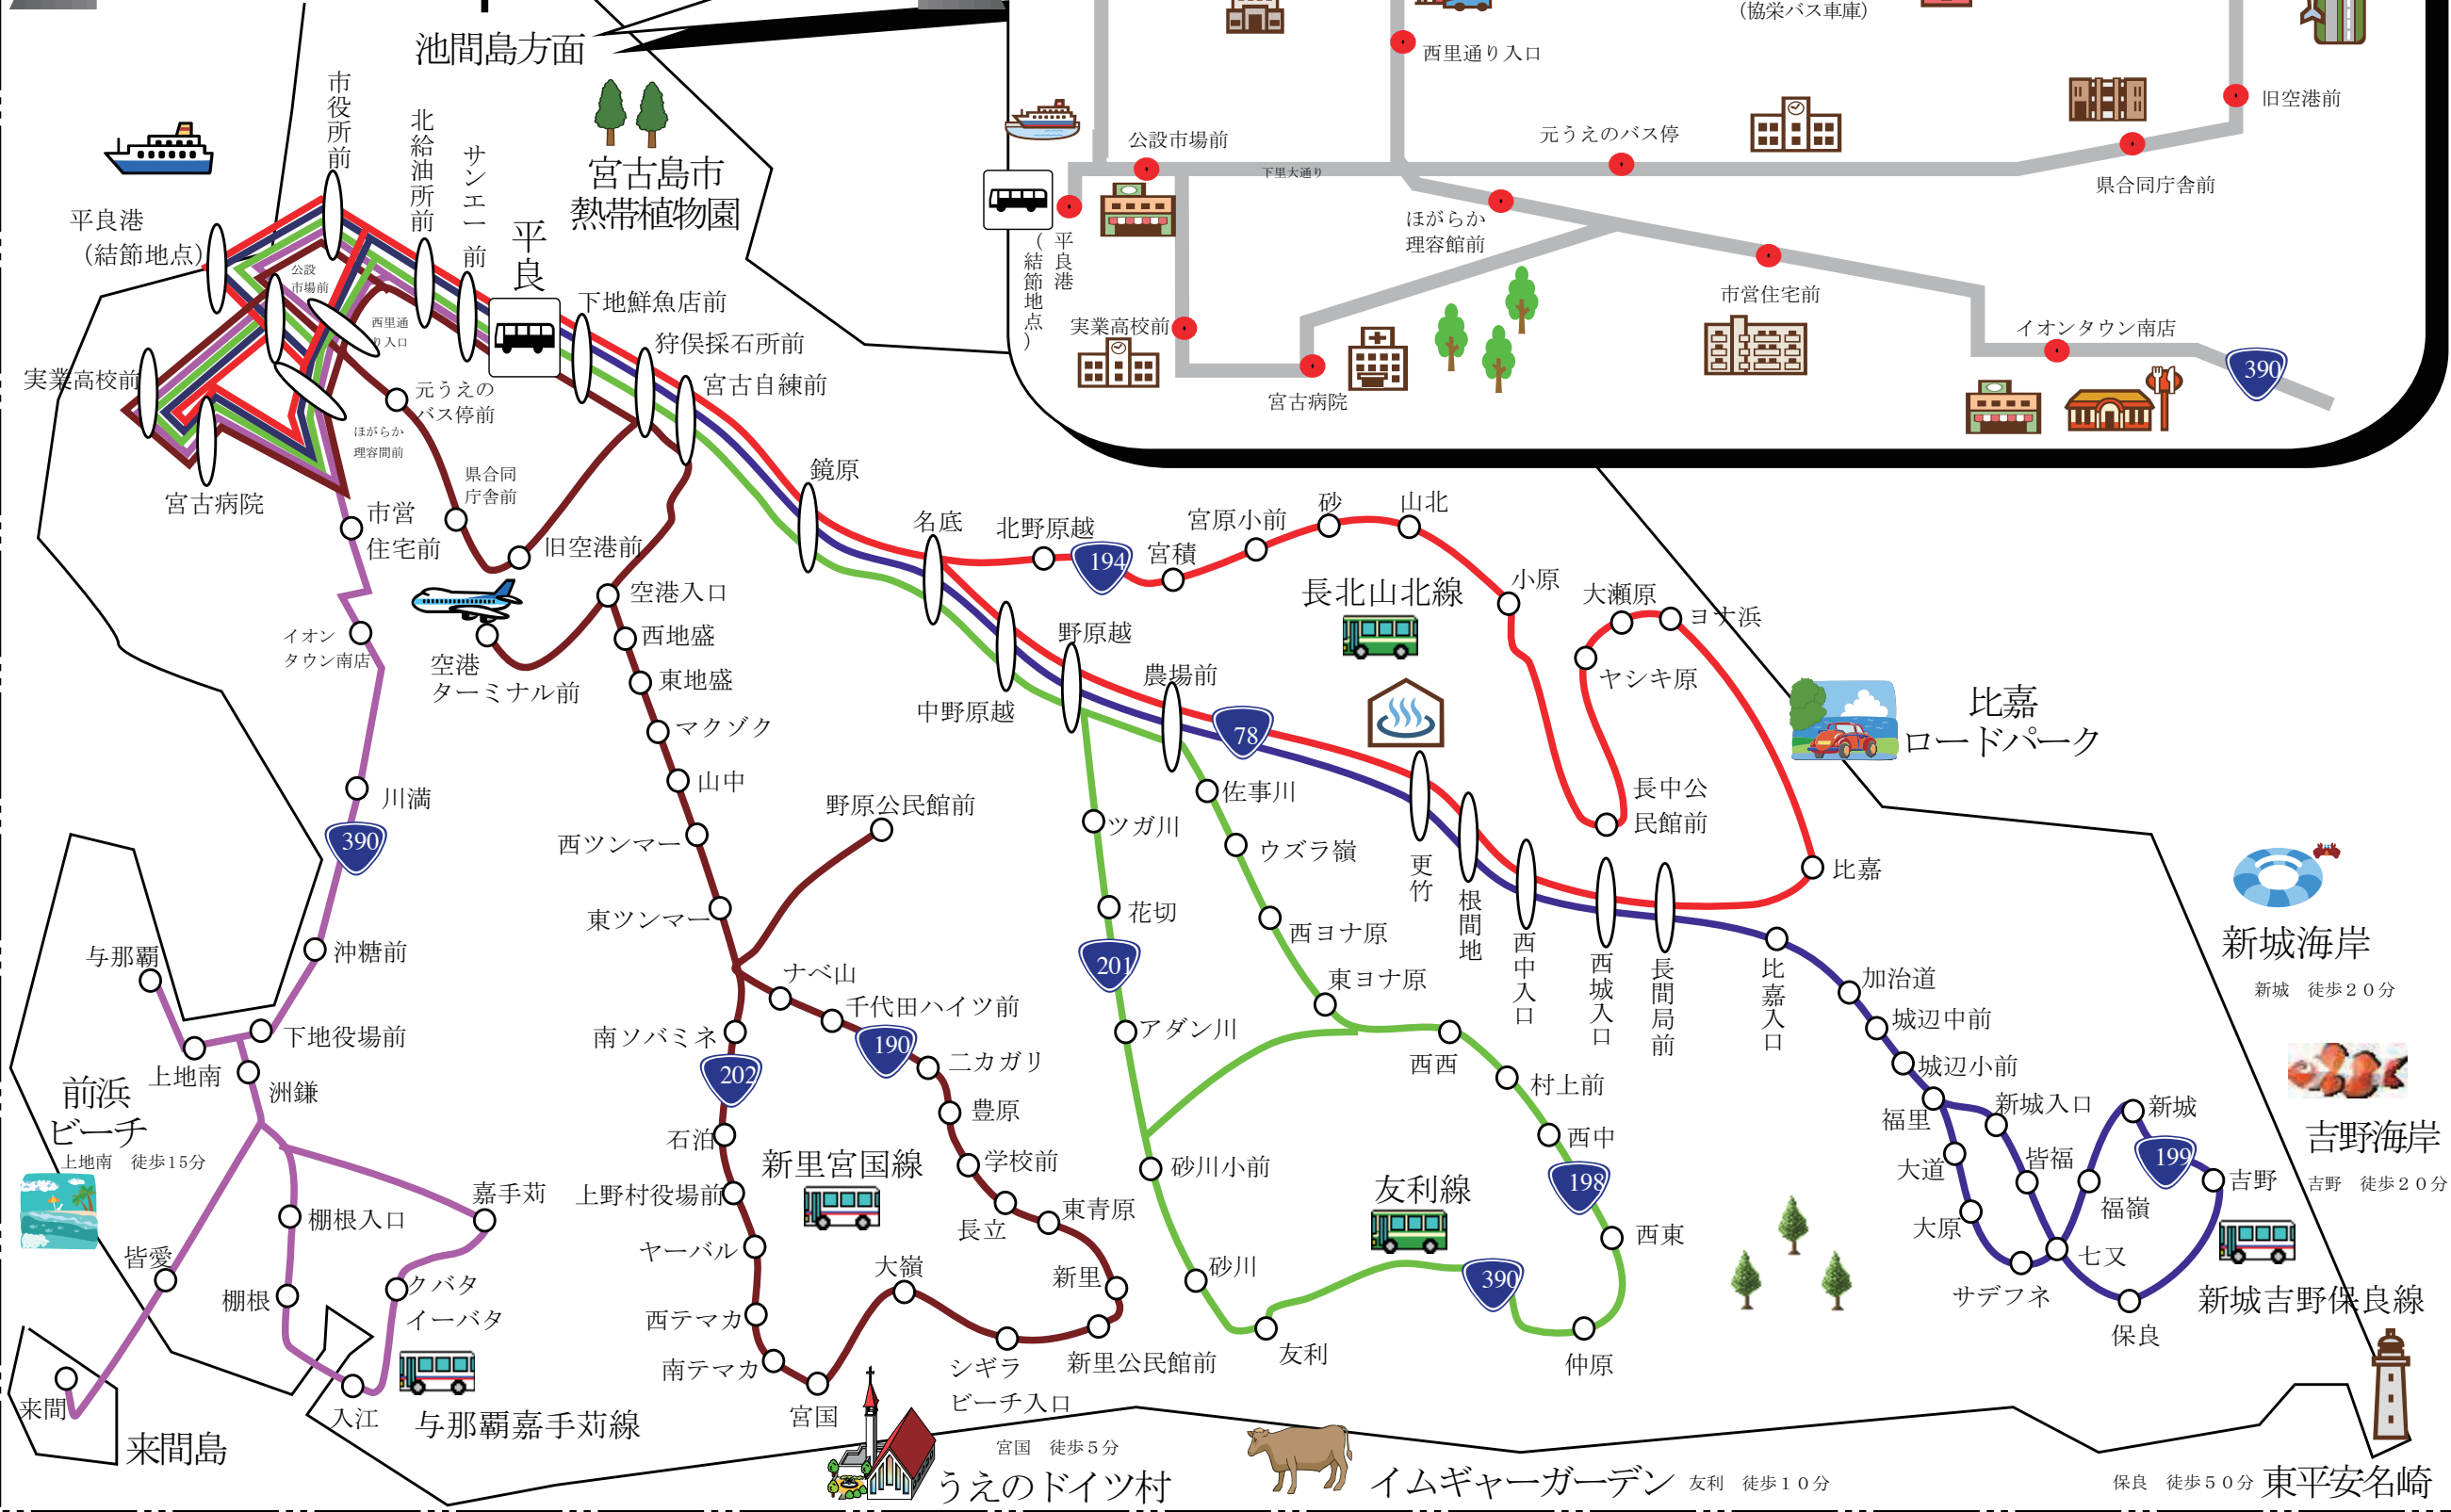 池間島方面
市役所前
北給油所前
サンエー前
宮古島市
熱帯植物園
平良
平良港
（結節地点）
公設
市場前
西里通
り入口
実業高校前
元うえの
バス停前
ほがらか
理容間前
宮古病院
下地鮮魚店前
狩俣採石所前
宮古自練前
県合同
庁舎前
旧空港前
市営
住宅前
イオン
タウン南店
空港
ターミナル前
空港入口
西地盛
東地盛
マクゾク
山中
西ツンマー
東ツンマー
野原公民館前
川満
390
沖糖前
与那覇
下地役場前
上地南
洲鎌
前浜
ビーチ
上地南　徒歩15分
皆愛
来間
来間島
棚根入口
棚根
入江
嘉手苅
クバタ
イーバタ
与那覇嘉手苅線
ナベ山
千代田ハイツ前
190
二カガリ
豊原
学校前
長立
東青原
新里
新里公民館前
シギラ
ビーチ入口
大嶺
宮国
南テマカ
西テマカ
ヤーバル
上野村役場前
石泊
202
南ソバミネ
新里宮国線
宮国　徒歩５分
うえのドイツ村
鏡原
名底
北野原越
194
宮積
宮原小前
砂
山北
小原
大瀬原
ヨナ浜
ヤシキ原
長中公
民館前
比嘉
長北山北線
中野原越
野原越
農場前
78
更竹
根間地
西中入口
西城入口
長間局前
比嘉入口
佐事川
ウズラ嶺
西ヨナ原
東ヨナ原
西西
村上前
西中
198
西東
仲原
390
友利
砂川
砂川小前
アダン川
201
花切
ツガ川
友利線
イムギャーガーデン
友利　徒歩１０分
加治道
城辺中前
城辺小前
福里
新城入口
大道
皆福
大原
サデフネ
七又
福嶺
新城
199
吉野
保良
新城吉野保良線
比嘉
ロードパーク
新城海岸
新城　徒歩２０分
吉野海岸
吉野　徒歩２０分
保良　徒歩５０分
東平安名崎
（協栄バス車庫）
西里通り入口
旧空港前
公設市場前
元うえのバス停
下里大通り
県合同庁舎前
ほがらか
理容館前
平良港
（結節地点）
市営住宅前
実業高校前
イオンタウン南店
宮古病院
390